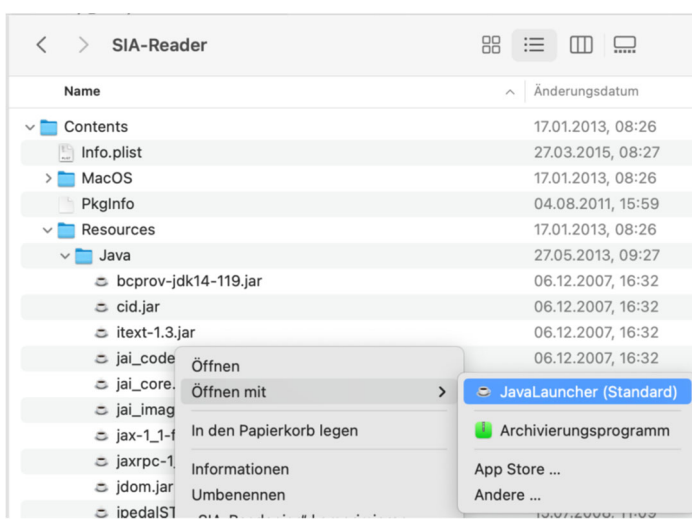 SIA-Reader
Name Änderungsdatum
Contents 17.01.2013, 08:26
Info.plist 27.03.2015, 08:27
MacOS 17.01.2013, 08:26
PkgInfo 04.08.2011, 15:59
Resources 17.01.2013, 08:26
Java 27.05.2013, 09:27
bcprov-jdk14-119.jar 06.12.2007, 16:32
cid.jar 06.12.2007, 16:32
itext-1.3.jar 06.12.2007, 16:32
jai_code 06.12.2007, 16:32
jai_core.
jai_imag
jax-1_1-f
jaxrpc-1_
jdom.jar
jpedalST
Öffnen
Öffnen mit
In den Papierkorb legen
Informationen
Umbenennen
JavaLauncher (Standard)
Archivierungsprogramm
App Store ...
Andere ...